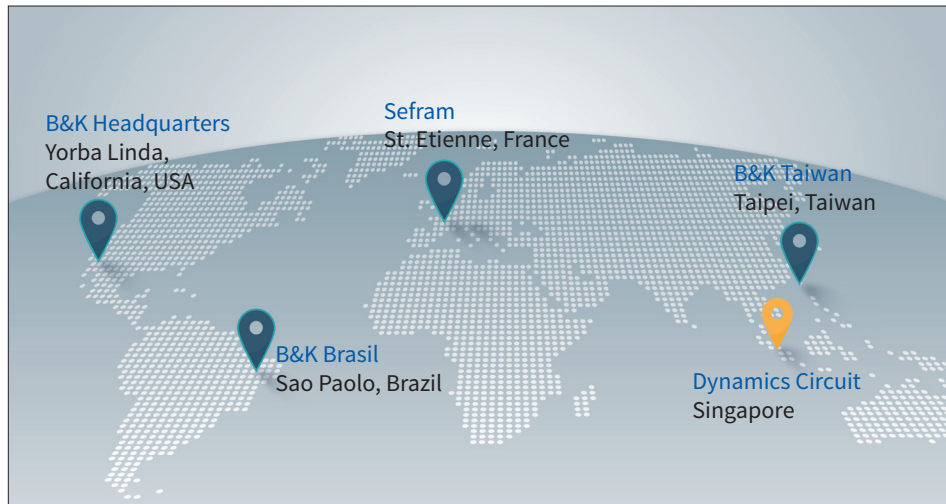 B&K Headquarters
Yorba Linda,
California, USA
Sefram
St. Etienne, France
B&K Taiwan
Taipei, Taiwan
B&K Brasil
Sao Paolo, Brazil
Dynamics Circuit
Singapore